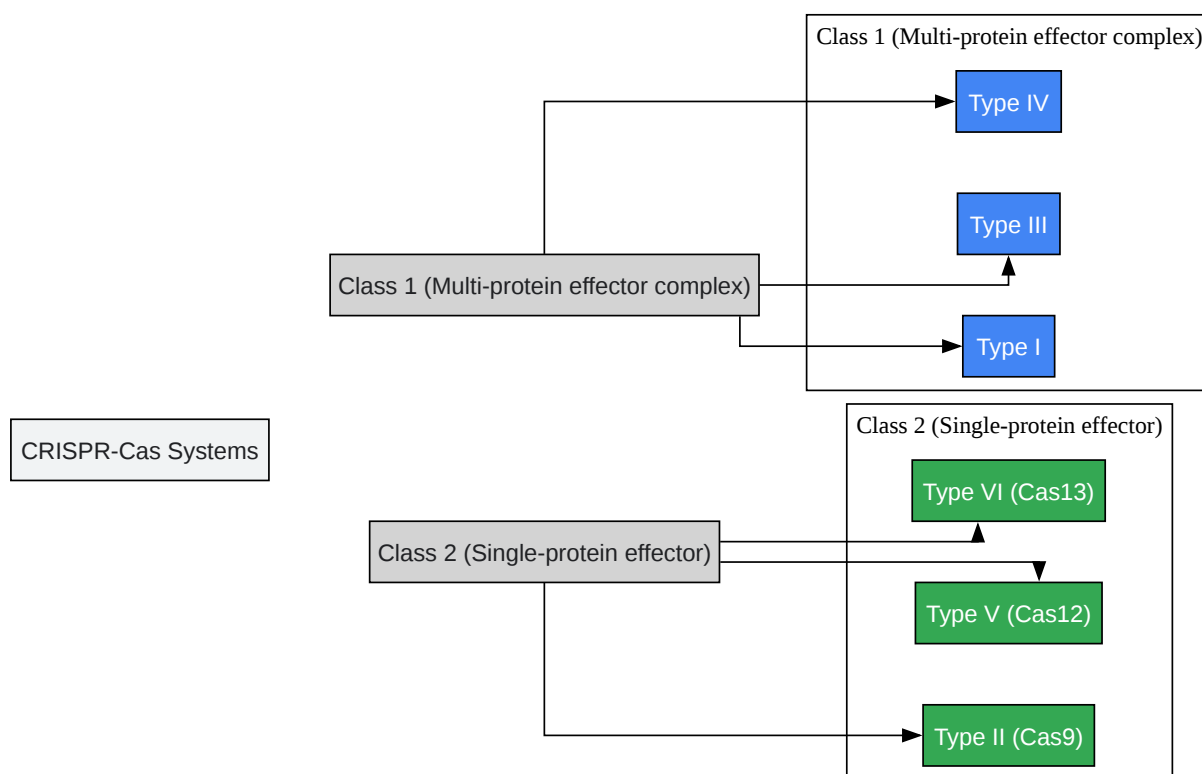 Class 1 (Multi-protein effector complex)
Type IV
Type III
Class 1 (Multi-protein effector complex)
Type I
CRISPR-Cas Systems
Class 2 (Single-protein effector)
Type VI (Cas13)
Class 2 (Single-protein effector)
Type V (Cas12)
Type II (Cas9)